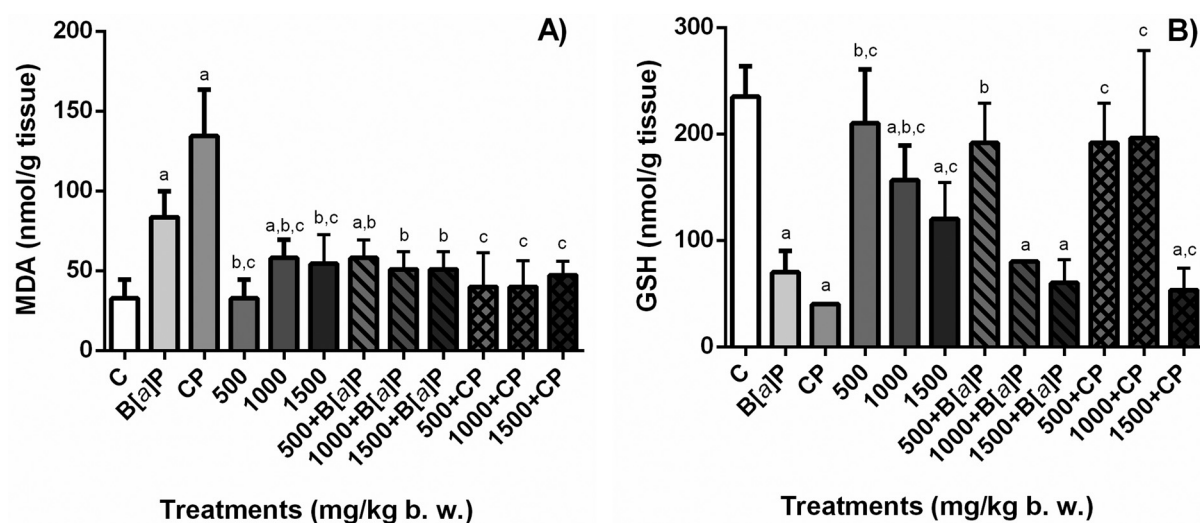 A)
MDA (nmol/g tissue)
200
150
100
50
0
a
a
b,c
a,b,c
b,c
a,b
b
b
c
c
c
C
B[a]P
CP
500
1000
1500
500+B[a]P
1000+B[a]P
1500+B[a]P
500+CP
1000+CP
1500+CP
Treatments (mg/kg b. w.)
B)
GSH (nmol/g tissue)
300
200
100
0
a
a
b,c
a,b,c
a,c
b
a
a
c
c
a,c
C
B[a]P
CP
500
1000
1500
500+B[a]P
1000+B[a]P
1500+B[a]P
500+CP
1000+CP
1500+CP
Treatments (mg/kg b. w.)